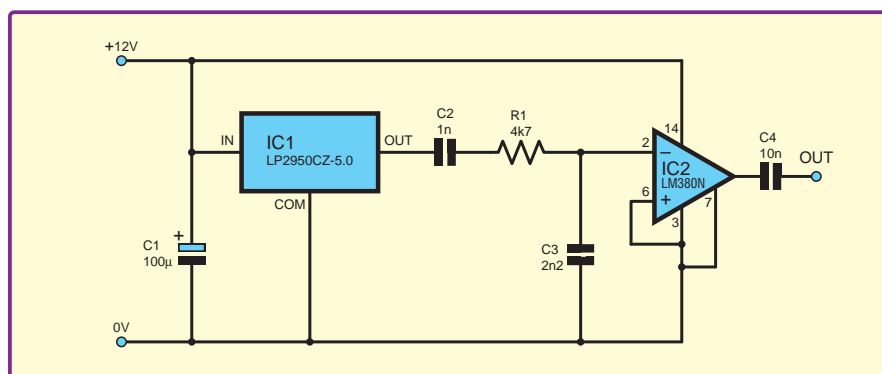 +12V
IN
IC1
LP2950CZ-5.0
OUT
COM
C2
1n
R1
4k7
C1
+
100µ
C3
2n2
14
2
−
IC2
LM380N
6
+
7
3
C4
10n
OUT
0V